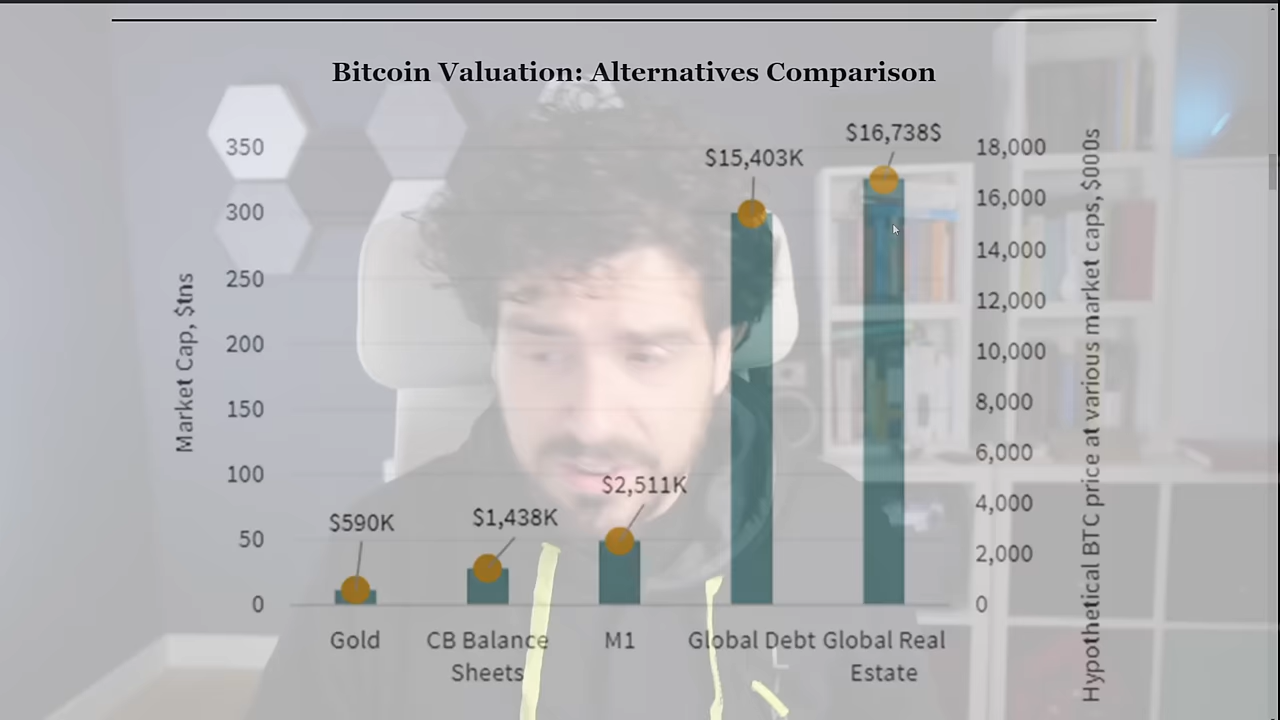 Bitcoin Valuation: Alternatives Comparison
$16,738$
$15,403K
350
18,000
300
16,000
250
14,000
200
12,000
150
10,000
100
8,000
50
6,000
0
4,000
2,000
0
$2,511K
$1,438K
$590K
Market Cap, $tns
Hypothetical BTC price at various market caps, $000s
Gold
CB Balance
Sheets
M1
Global Debt
Global Real
Estate